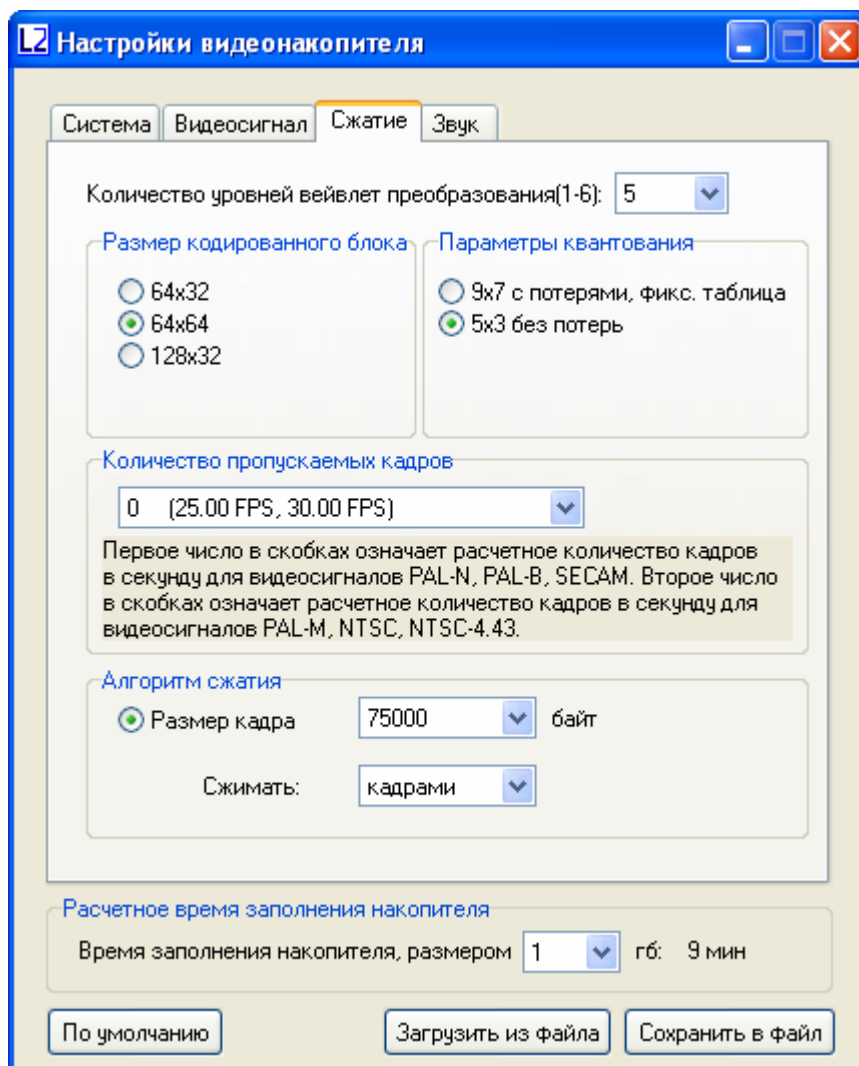 L2 Настройки видеонакопителя
Система Видеосигнал Сжатие Звук
Количество уровней вейвлет преобразования(1-6): 5
Размер кодированного блока
64x32
64x64
128x32
Параметры квантования
9x7 с потерями, фикс. таблица
5x3 без потерь
Количество пропускаемых кадров
0 (25.00 FPS, 30.00 FPS)
Первое число в скобках означает расчетное количество кадров
в секунду для видеосигналов PAL-N, PAL-B, SECAM. Второе число
в скобках означает расчетное количество кадров в секунду для
видеосигналов PAL-M, NTSC, NTSC-4.43.
Алгоритм сжатия
Размер кадра 75000 байт
Сжимать: кадрами
Расчетное время заполнения накопителя
Время заполнения накопителя, размером 1 гб: 9 мин
По умолчанию Загрузить из файла Сохранить в файл